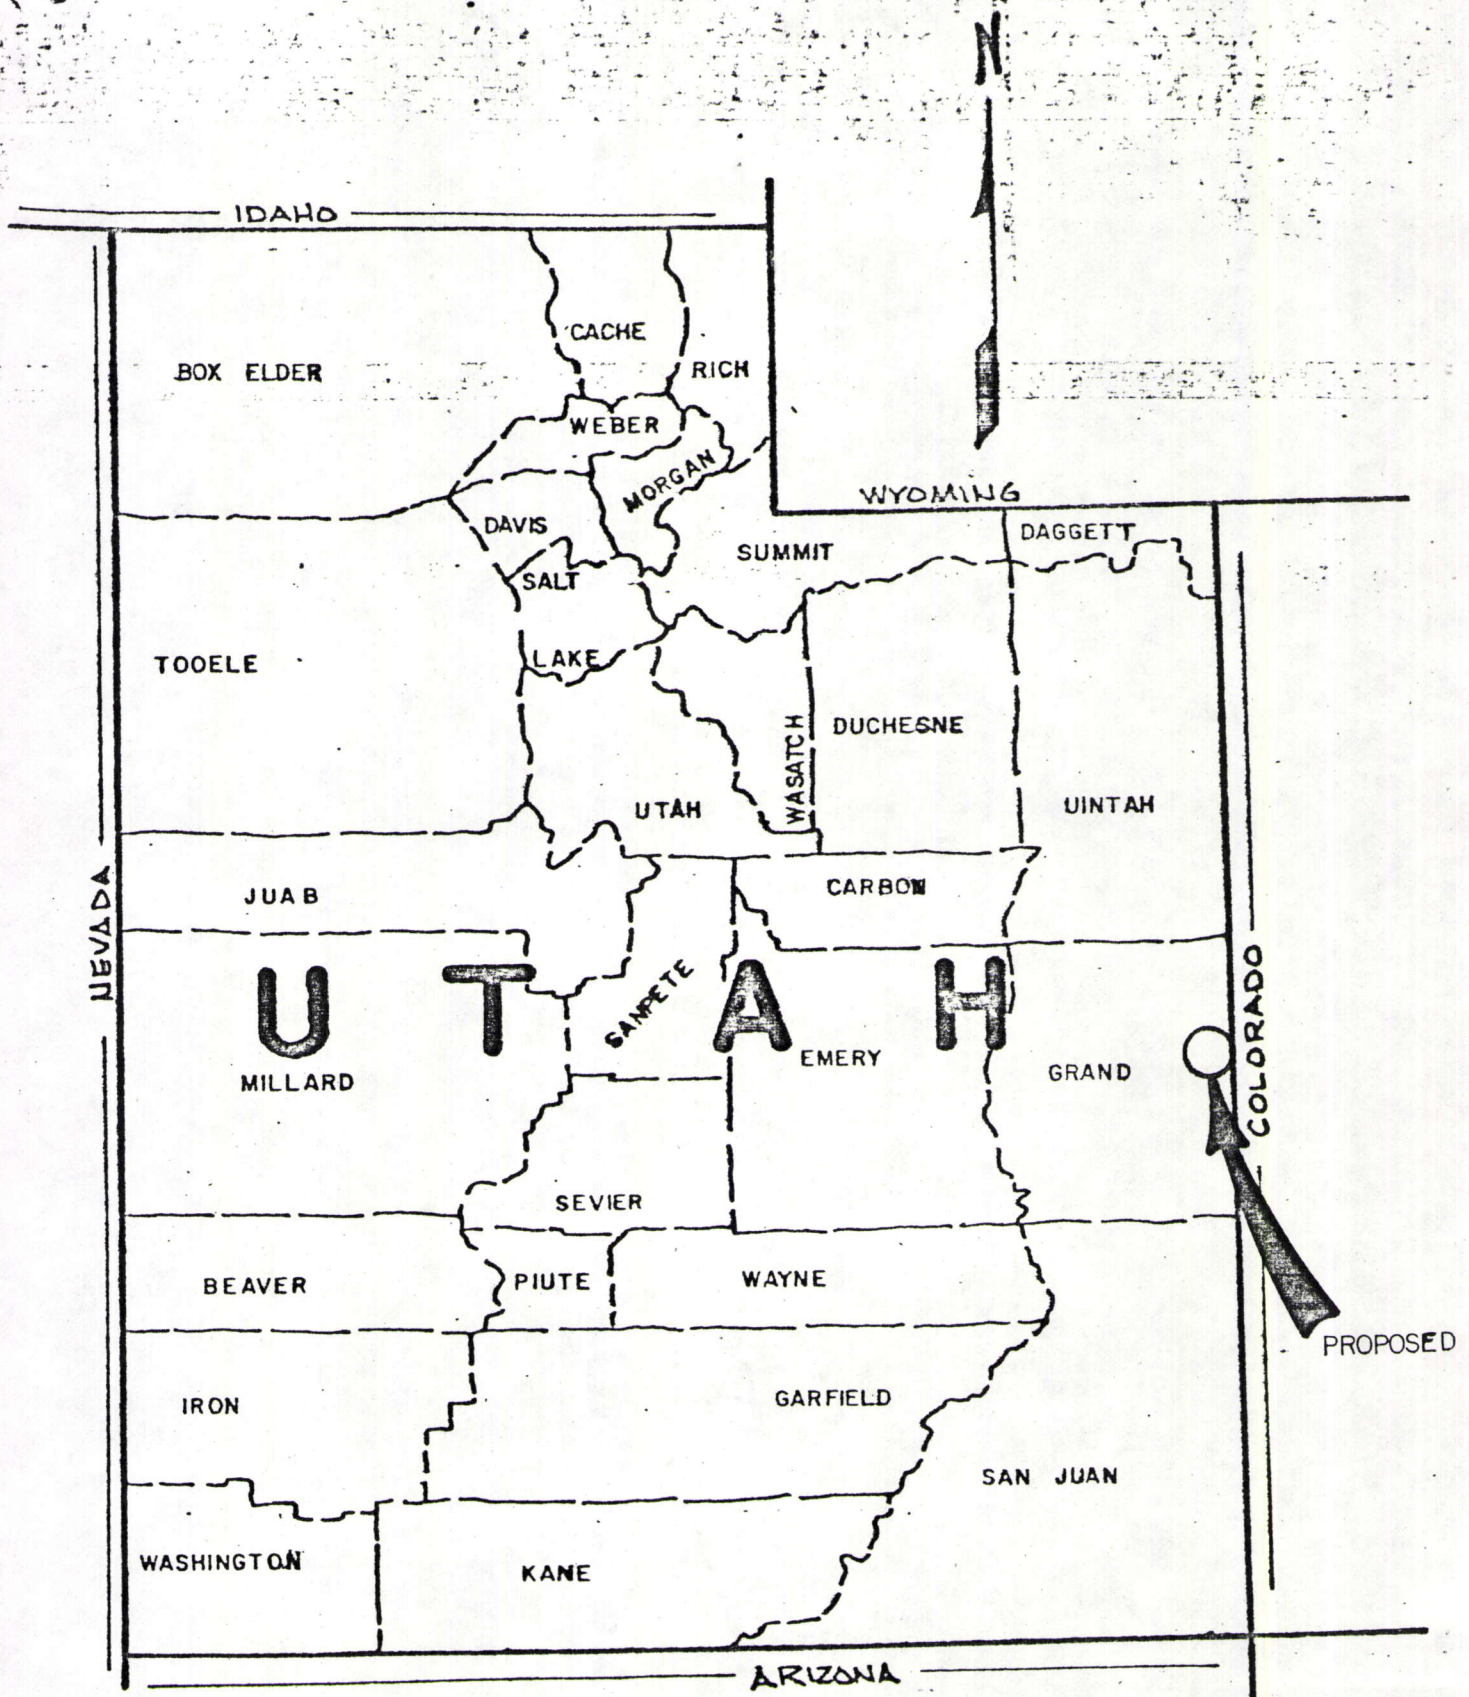 N
IDAHO
CACHE
BOX ELDER
RICH
WEBER
MORGAN
WYOMING
DAVIS
DAGGETT
SUMMIT
SALT
LAKE
TOOELE
WASATCH
DUCHESNE
UTAH
UINTAH
CARBON
JUAB
NEVADA
SANPETE
U T A H
COLORADO
EMERY
GRAND
MILLARD
SEVIER
BEAVER
PIUTE
WAYNE
PROPOSED
IRON
GARFIELD
SAN JUAN
WASHINGTON
KANE
ARIZONA